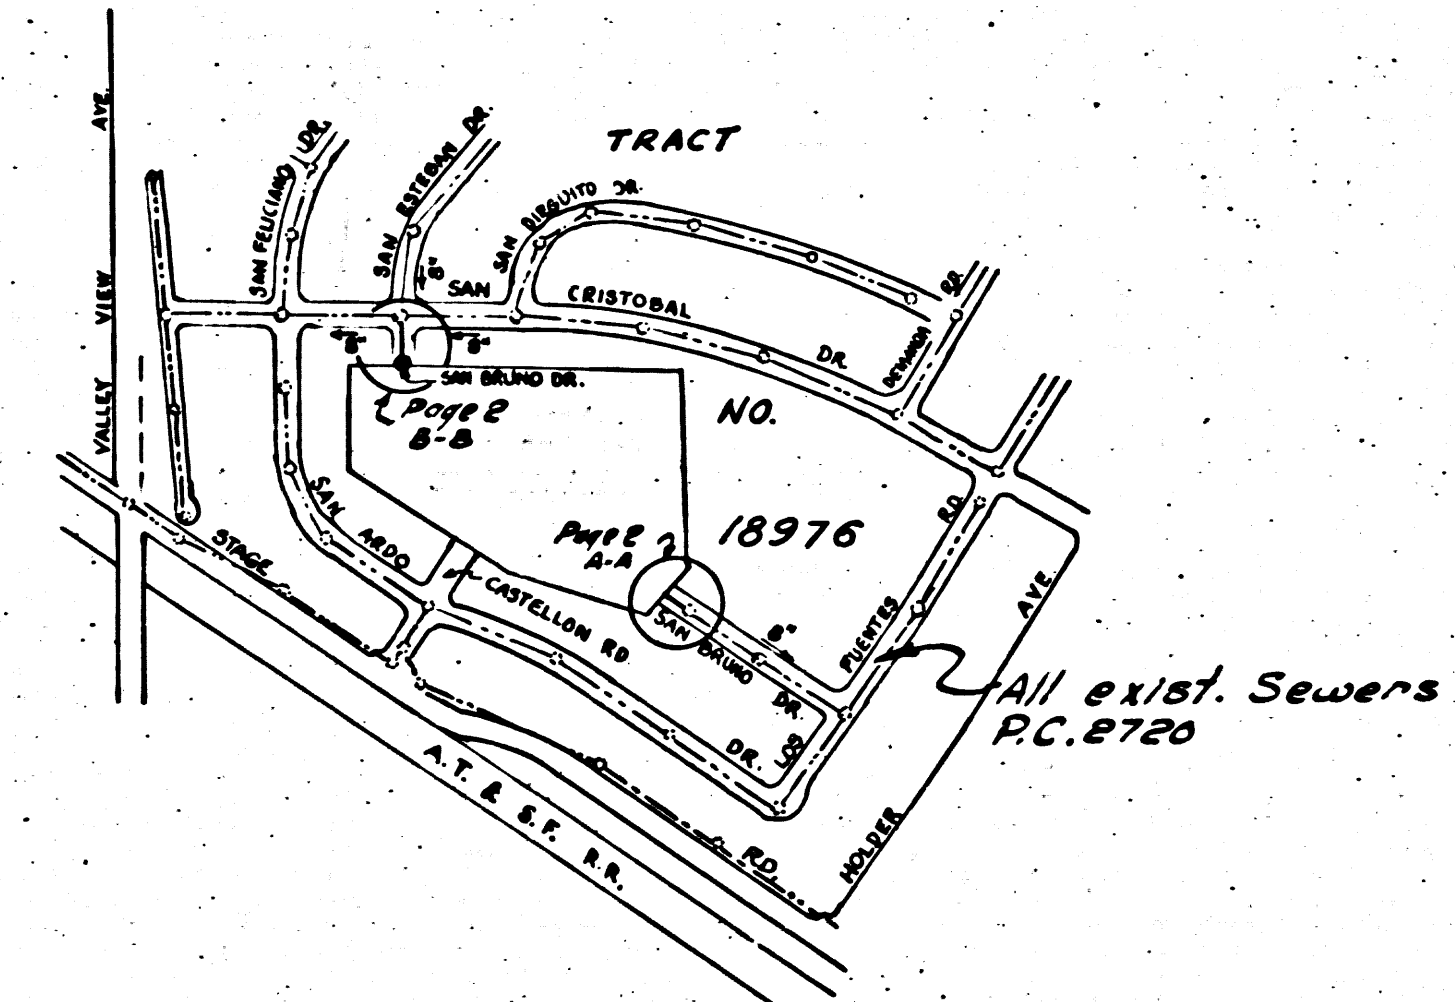 TRACT
NO.
18976
VALLEY VIEW AVE.
SAN FELICIANO DR.
SAN ESTEBAN DR.
8"
SAN DIEGUITO DR.
SAN CRISTOBAL DR.
DEMANDA RD.
8"
8"
SAN BRUNO DR.
Page 2
B-B
SAN ARDO DR.
Page 2
A-A
STAGE RD.
CASTELLON RD
SAN BRUNO DR.
8"
LOS PUENTES RD.
HOLDER AVE.
All exist. Sewers
P.C. 2720
A.T. & S.F. R.R.